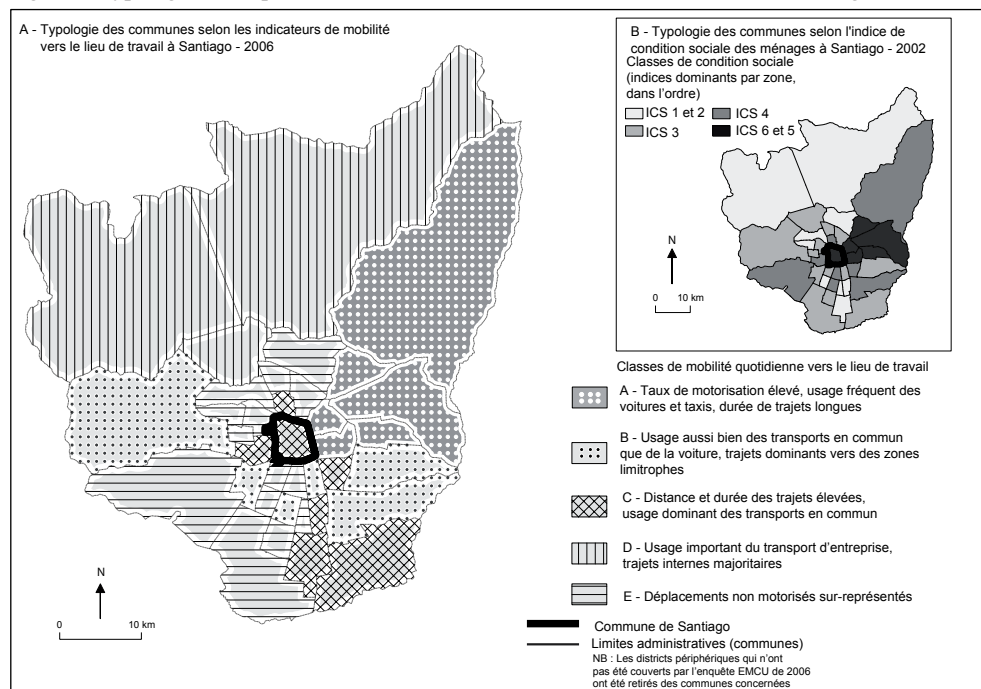 A - Typologie des communes selon les indicateurs de mobilité
vers le lieu de travail à Santiago - 2006
B - Typologie des communes selon l'indice de
condition sociale des ménages à Santiago - 2002
Classes de condition sociale
(indices dominants par zone,
dans l'ordre)
ICS 1 et 2
ICS 4
ICS 3
ICS 6 et 5
N
0 10 km
Classes de mobilité quotidienne vers le lieu de travail
A - Taux de motorisation élevé, usage fréquent des
voitures et taxis, durée de trajets longues
B - Usage aussi bien des transports en commun
que de la voiture, trajets dominants vers des zones
limitrophes
C - Distance et durée des trajets élevées,
usage dominant des transports en commun
D - Usage important du transport d'entreprise,
trajets internes majoritaires
E - Déplacements non motorisés sur-représentés
N
0 10 km
Commune de Santiago
Limites administratives (communes)
NB : Les districts périphériques qui n'ont
pas été couverts par l'enquête EMCU de 2006
ont été retirés des communes concernées